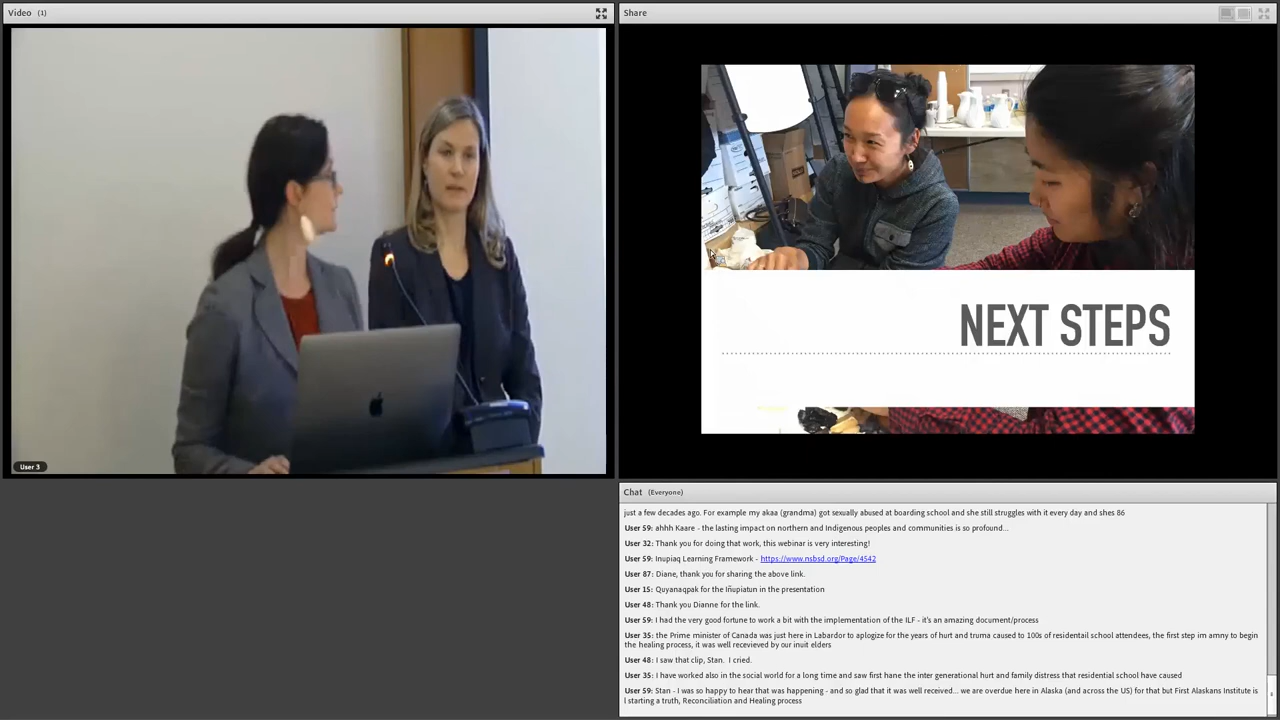 Video (1)
User 3
Share
NEXT STEPS
Chat (Everyone)
just a few decades ago. For example my akaa (grandma) got sexually abused at boarding school and she still struggles with it every day and shes 86
User 59: ahhh Kaare - the lasting impact on northern and Indigenous peoples and communities is so profound...
User 32: Thank you for doing that work, this webinar is very interesting!
User 59: Inupiaq Learning Framework - https://www.nsbsd.org/Page/4542
User 87: Diane, thank you for sharing the above link.
User 15: Quyanaqpak for the Iñupiatun in the presentation
User 48: Thank you Dianne for the link.
User 59: I had the very good fortune to work a bit with the implementation of the ILF - it's an amazing document/process
User 35: the Prime minister of Canada was just here in Labardor to aplogize for the years of hurt and truma caused to 100s of residentail school attendees, the first step im amny to begin
the healing process, it was well recevieved by our inuit elders
User 48: I saw that clip, Stan. I cried.
User 35: I have worked also in the social world for a long time and saw first hane the inter generational hurt and family distress that residential school have caused
User 59: Stan - I was so happy to hear that was happening - and so glad that it was well received... we are overdue here in Alaska (and across the US) for that but First Alaskans Institute is
l starting a truth, Reconciliation and Healing process